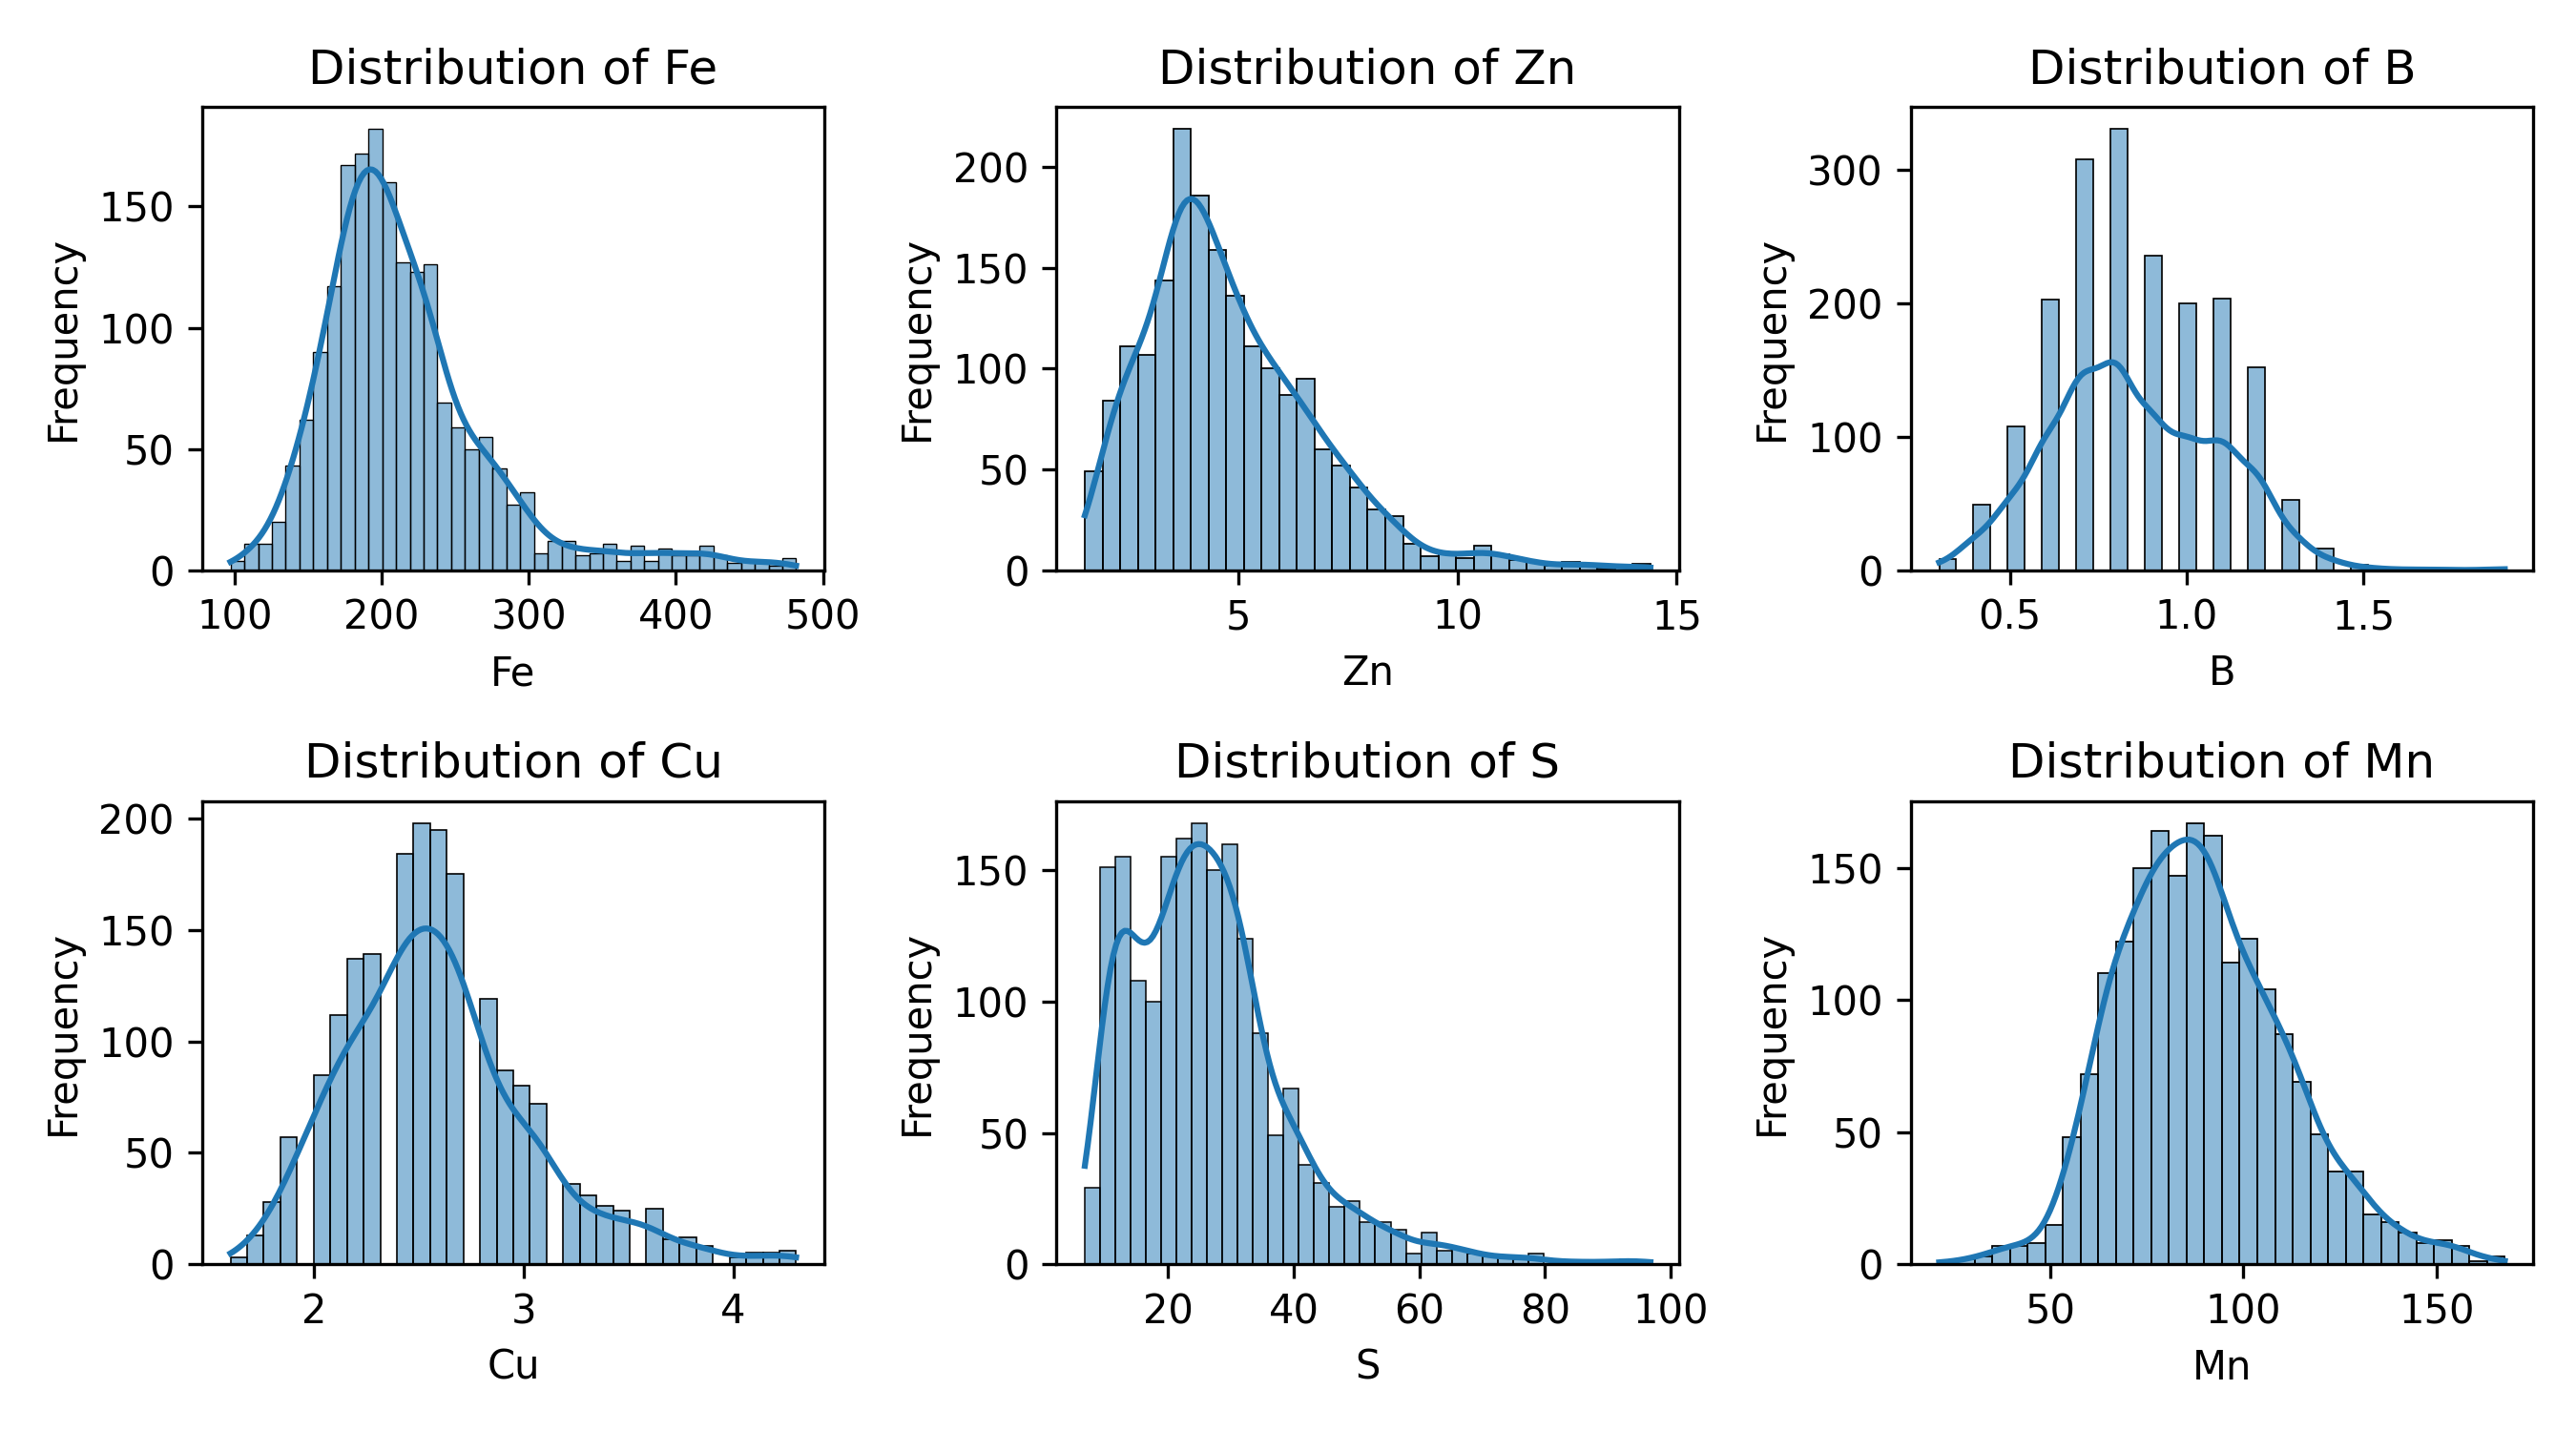 Distribution of Fe
Frequency
150
100
50
0
100 200 300 400 500
Fe
Distribution of Zn
Frequency
200
150
100
50
0
5 10 15
Zn
Distribution of B
Frequency
300
200
100
0
0.5 1.0 1.5
B
Distribution of Cu
Frequency
200
150
100
50
0
2 3 4
Cu
Distribution of S
Frequency
150
100
50
0
20 40 60 80 100
S
Distribution of Mn
Frequency
150
100
50
0
50 100 150
Mn